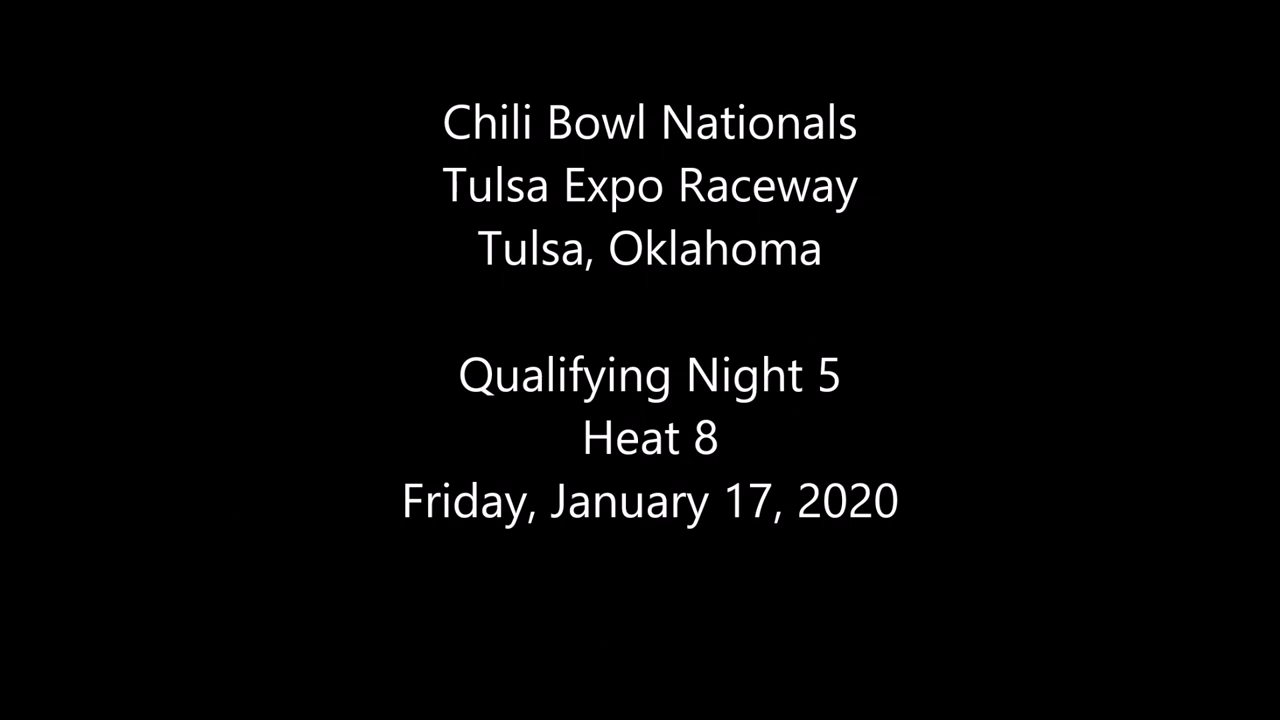 Chili Bowl Nationals
Tulsa Expo Raceway
Tulsa, Oklahoma
Qualifying Night 5
Heat 8
Friday, January 17, 2020